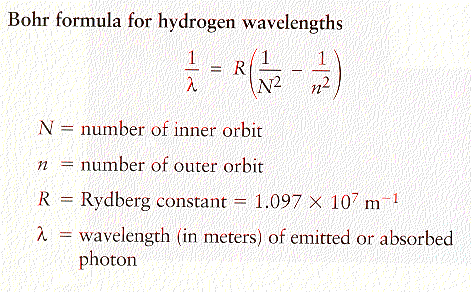 Bohr formula for hydrogen wavelengths
1/λ = R(1/N² − 1/n²)
N = number of inner orbit
n = number of outer orbit
R = Rydberg constant = 1.097 × 10⁷ m⁻¹
λ = wavelength (in meters) of emitted or absorbed
photon